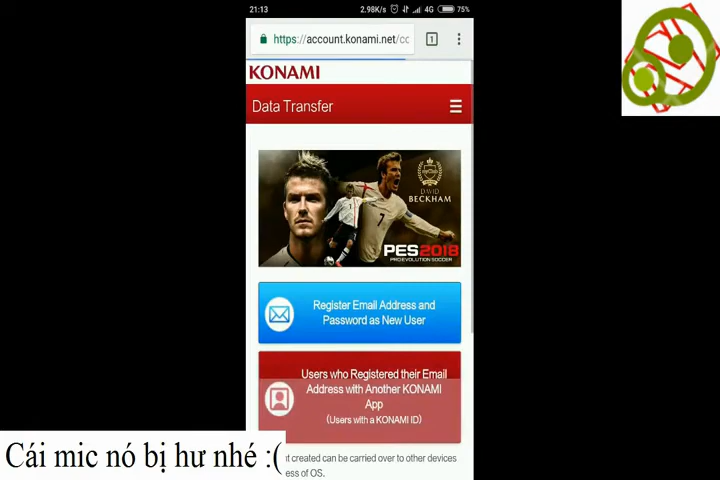 21:13
2.98K/s
4G
75%
https://account.konami.net/cc
1
KONAMI
Data Transfer
myClub
DAVID
BECKHAM
7
PES2018
PRO EVOLUTION SOCCER
Register Email Address and
Password as New User
Users who Registered their Email
Address with Another KONAMI
App
(Users with a KONAMI ID)
Cái mic nó bị hư nhé :(
nt created can be carried over to other devices
ess of OS.